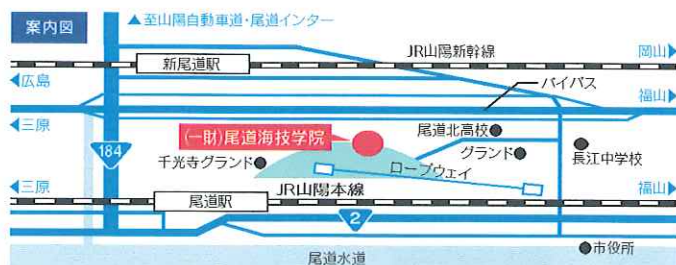 案内図
▲至山陽自動車道・尾道インター
JR山陽新幹線
岡山▶
新尾道駅
◀広島
バイパス
福山▶
◀三原
(一財)尾道海技学院
尾道北高校
184
千光寺グランド
グランド
長江中学校
ロープウェイ
◀三原
JR山陽本線
福山▶
尾道駅
2
市役所
尾道水道